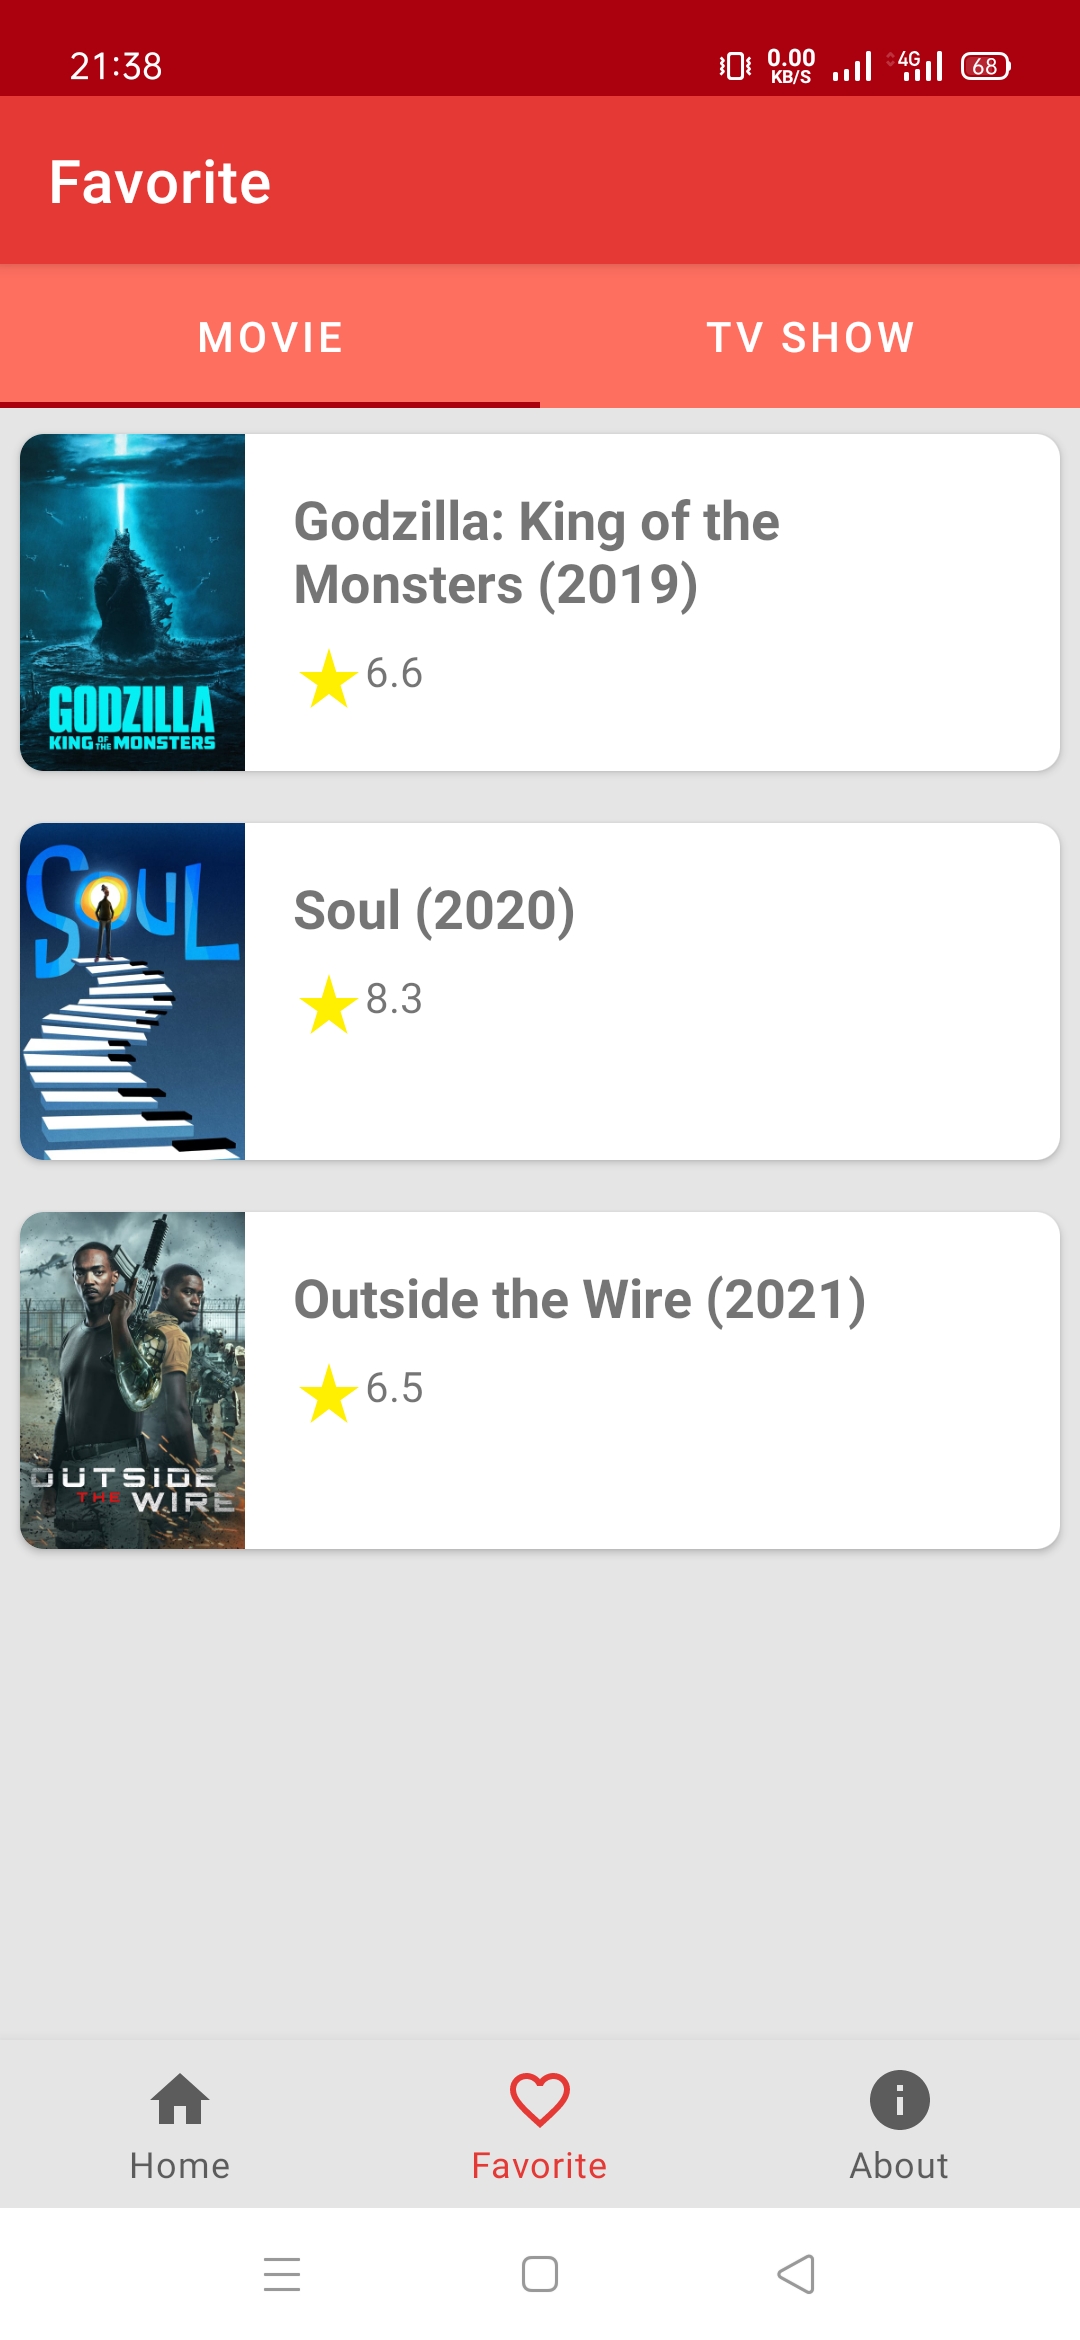 21:38
0.00
KB/S
4G
68
Favorite
MOVIE
TV SHOW
GODZILLA
KING OF THE MONSTERS
Godzilla: King of the
Monsters (2019)
6.6
SOUL
Soul (2020)
8.3
OUTSIDE
THE WIRE
Outside the Wire (2021)
6.5
Home
Favorite
About